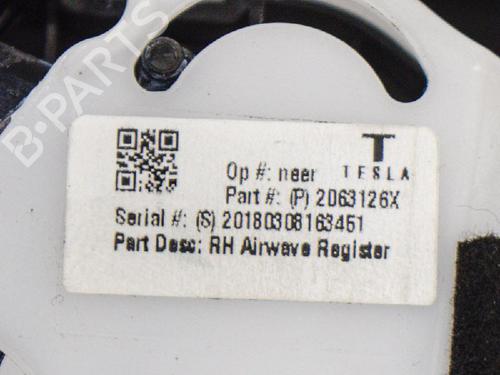 B-PARTS
T
Op #: neer TESLA
Part #: (P) 2063126X
Serial #: (S) 20180308163451
Part Desc: RH Airwave Register